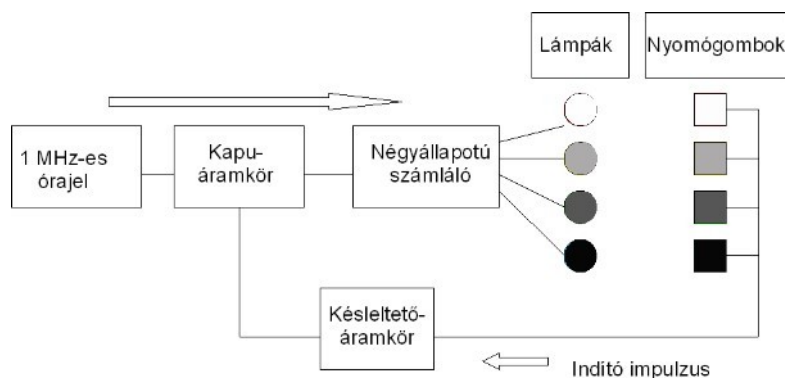 Lámpák
Nyomógombok
1 MHz-es
órajel
Kapu-
áramkör
Négyállapotú
számláló
Késleltető-
áramkör
Indító impulzus